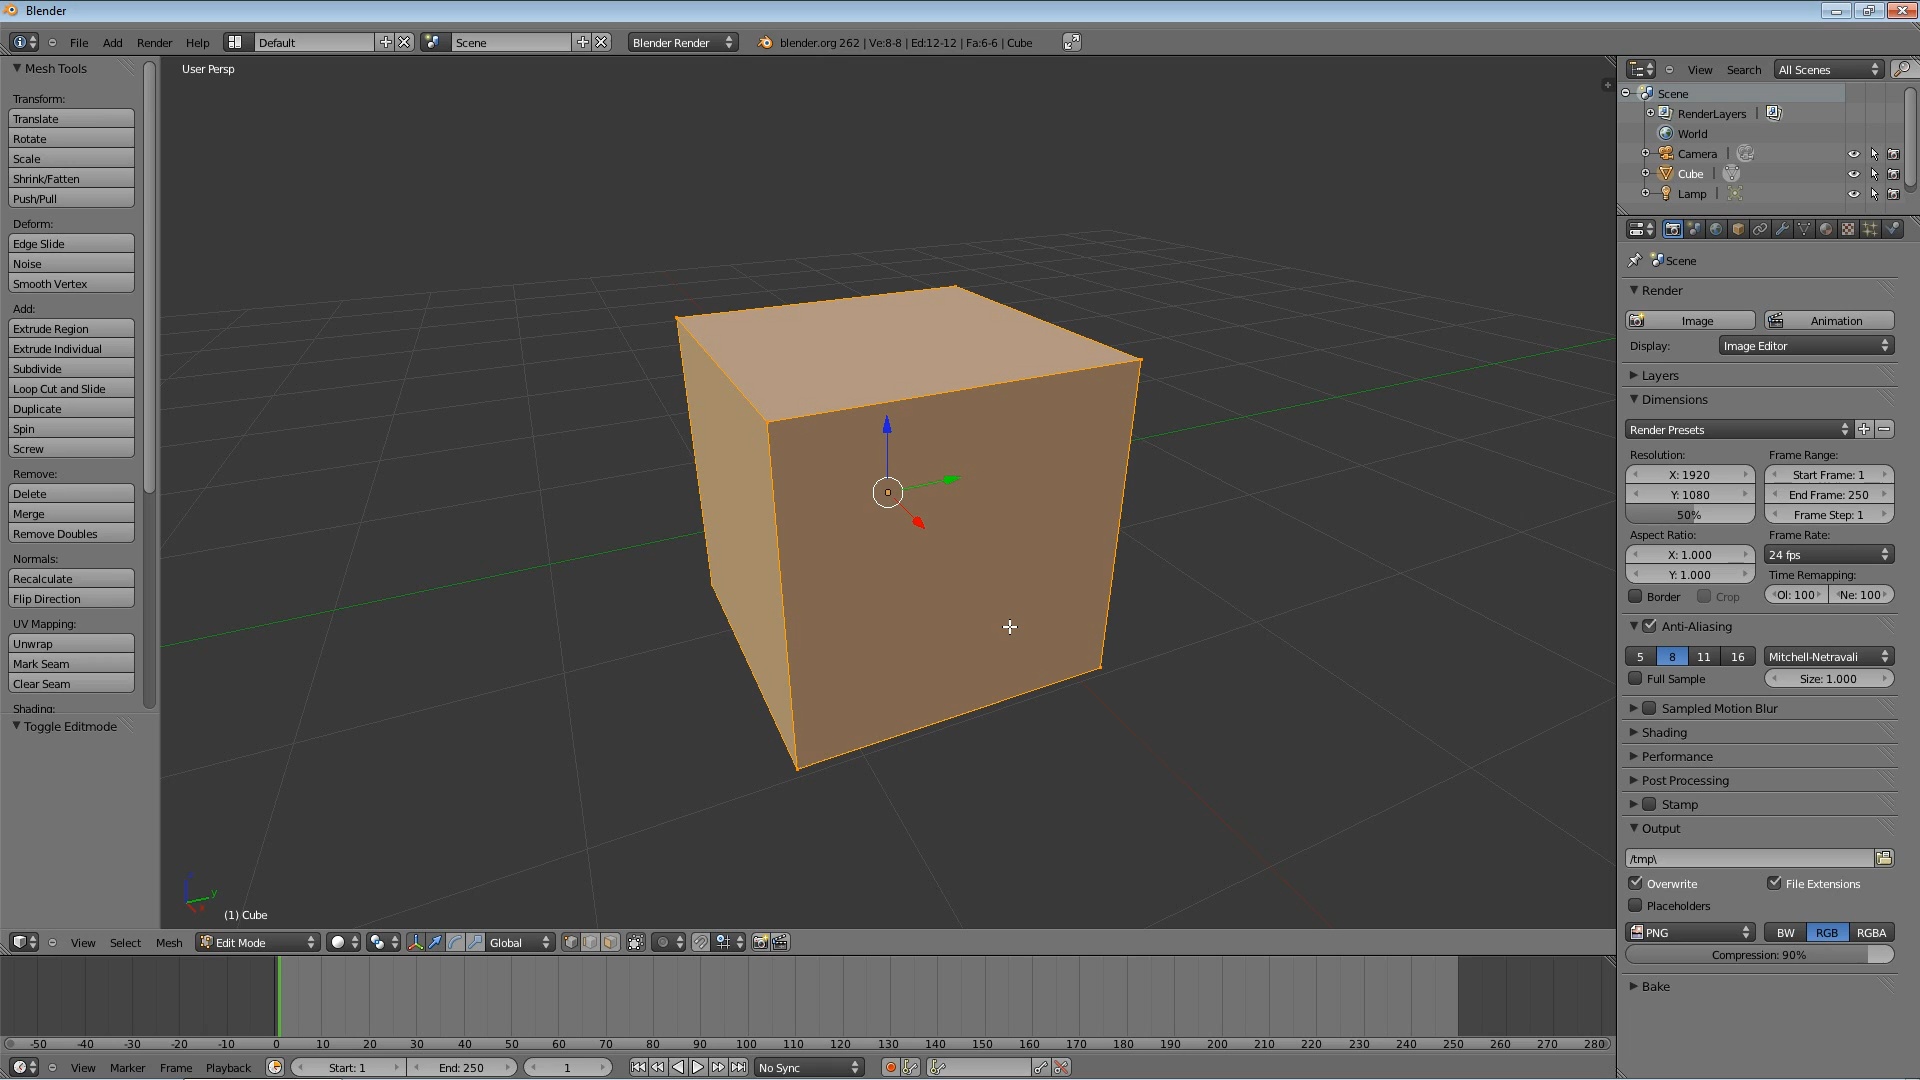 Blender
File Add Render Help Default Scene Blender Render blender.org 262 | Ve:8-8 | Ed:12-12 | Fa:6-6 | Cube
Mesh Tools
Transform:
Translate
Rotate
Scale
Shrink/Fatten
Push/Pull
Deform:
Edge Slide
Noise
Smooth Vertex
Add:
Extrude Region
Extrude Individual
Subdivide
Loop Cut and Slide
Duplicate
Spin
Screw
Remove:
Delete
Merge
Remove Doubles
Normals:
Recalculate
Flip Direction
UV Mapping:
Unwrap
Mark Seam
Clear Seam
Shading:
Toggle Editmode
User Persp
y
(1) Cube
View Select Mesh Edit Mode Global
-50 -40 -30 -20 -10 0 10 20 30 40 50 60 70 80 90 100 110 120 130 140 150 160 170 180 190 200 210 220 230 240 250 260 270 280
View Marker Frame Playback Start: 1 End: 250 1 No Sync
View Search All Scenes
Scene
RenderLayers |
World
Camera |
Cube |
Lamp |
Scene
Render
Image Animation
Display: Image Editor
Layers
Dimensions
Render Presets
Resolution: Frame Range:
X: 1920 Start Frame: 1
Y: 1080 End Frame: 250
50% Frame Step: 1
Aspect Ratio: Frame Rate:
X: 1.000 24 fps
Y: 1.000 Time Remapping:
Border Crop Ol: 100 Ne: 100
Anti-Aliasing
5 8 11 16 Mitchell-Netravali
Full Sample Size: 1.000
Sampled Motion Blur
Shading
Performance
Post Processing
Stamp
Output
/tmp\
Overwrite File Extensions
Placeholders
PNG BW RGB RGBA
Compression: 90%
Bake